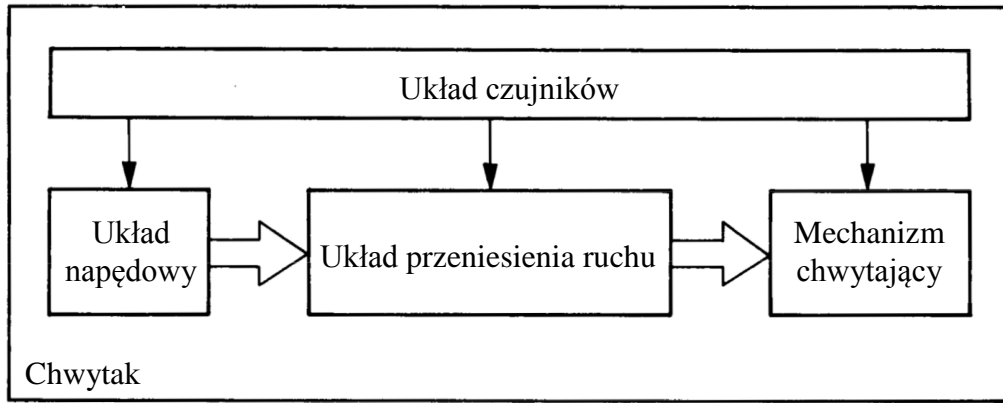 Układ czujników
Układ
napędowy
Układ przeniesienia ruchu
Mechanizm
chwytający
Chwytak